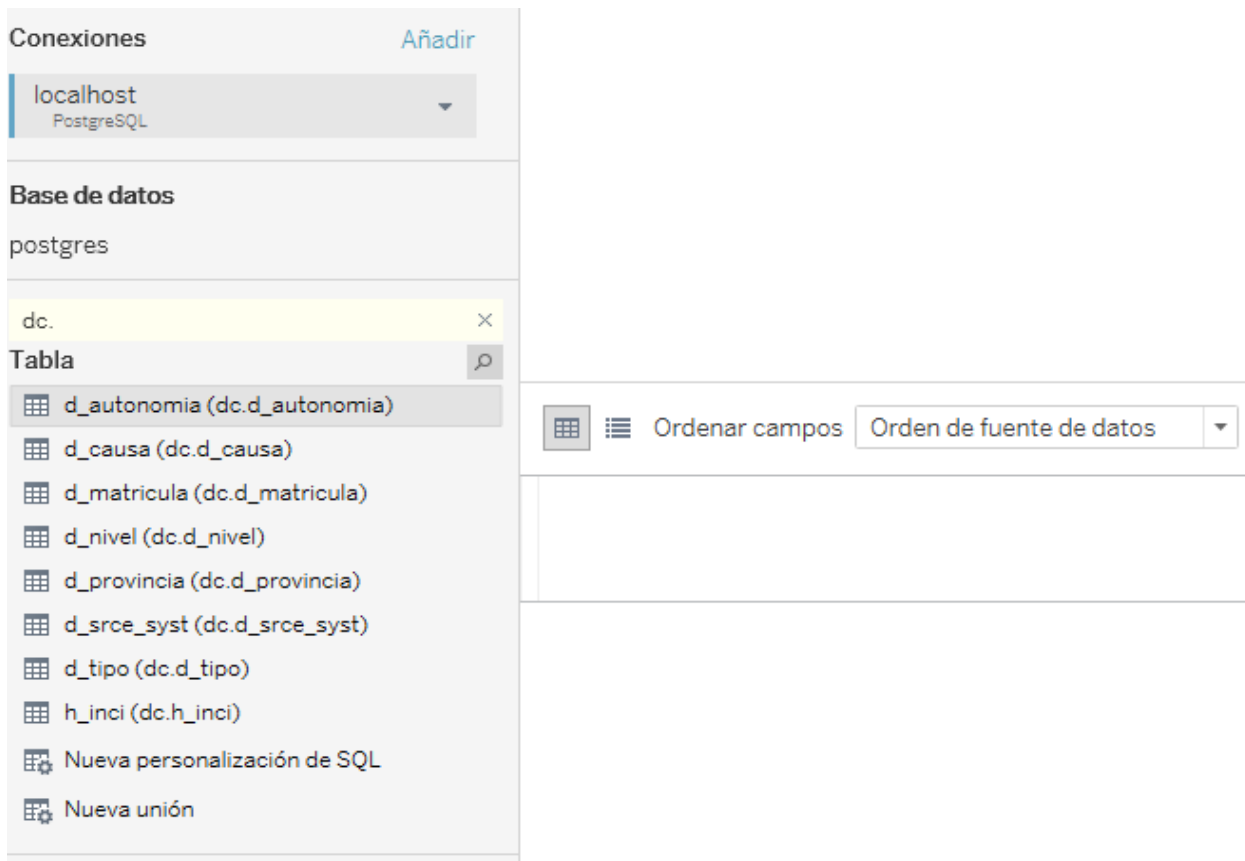 Conexiones Añadir
localhost
PostgreSQL
Base de datos
postgres
dc.
Tabla
d_autonomia (dc.d_autonomia)
d_causa (dc.d_causa)
d_matricula (dc.d_matricula)
d_nivel (dc.d_nivel)
d_provincia (dc.d_provincia)
d_srce_syst (dc.d_srce_syst)
d_tipo (dc.d_tipo)
h_inci (dc.h_inci)
Nueva personalización de SQL
Nueva unión
Ordenar campos Orden de fuente de datos